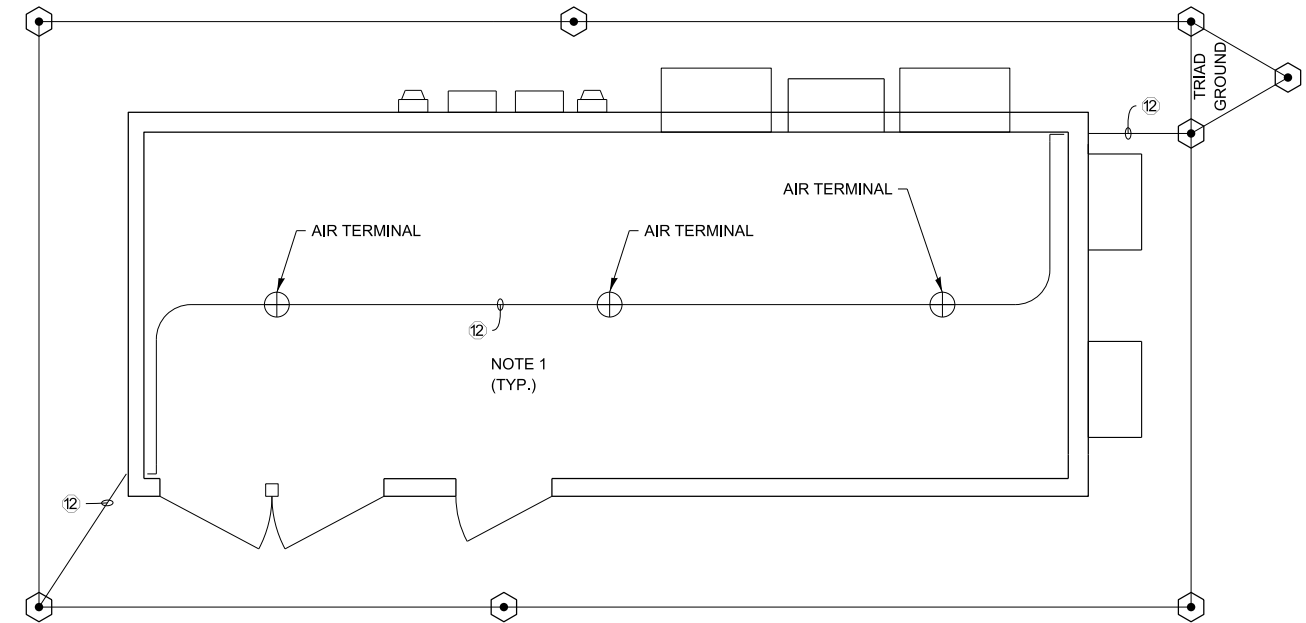 TRIAD
GROUND
12
AIR TERMINAL
AIR TERMINAL
AIR TERMINAL
12
NOTE 1
(TYP.)
12